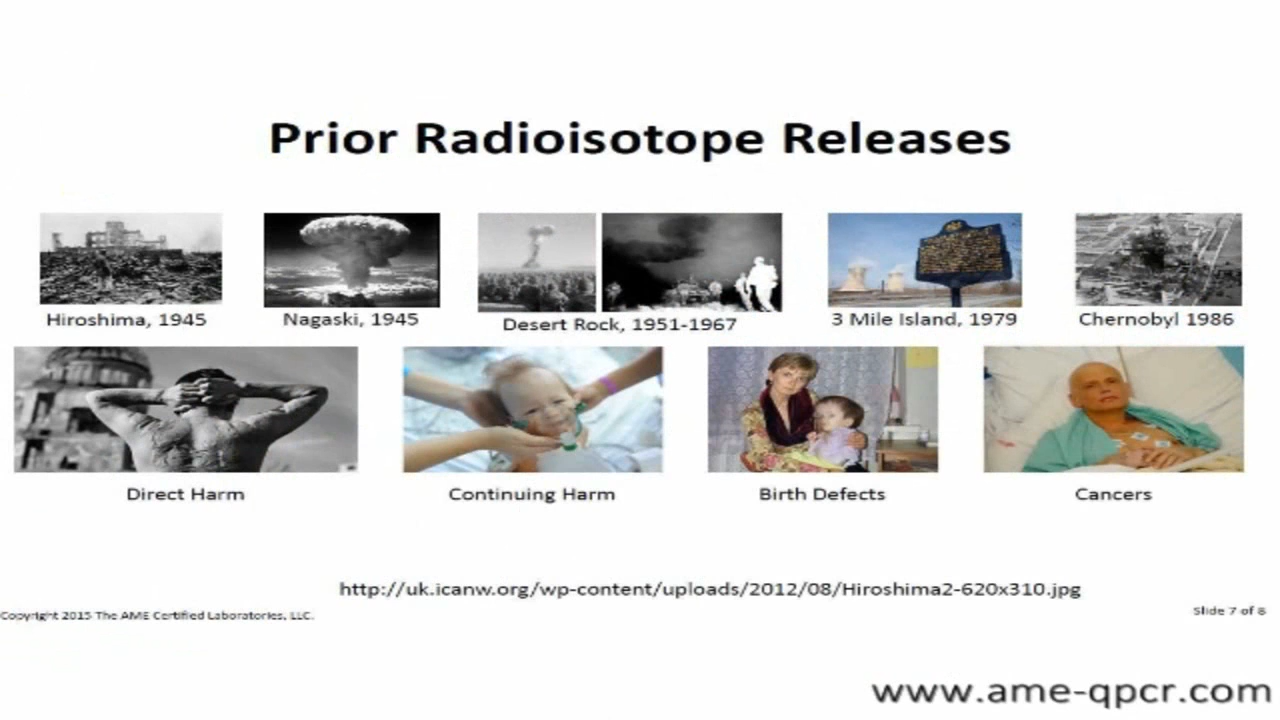 Prior Radioisotope Releases
Hiroshima, 1945
Nagaski, 1945
Desert Rock, 1951-1967
3 Mile Island, 1979
Chernobyl 1986
Direct Harm
Continuing Harm
Birth Defects
Cancers
http://uk.icanw.org/wp-content/uploads/2012/08/Hiroshima2-620x310.jpg
Copyright 2015 The AME Certified Laboratories, LLC.
Slide 7 of 8
www.ame-qpcr.com